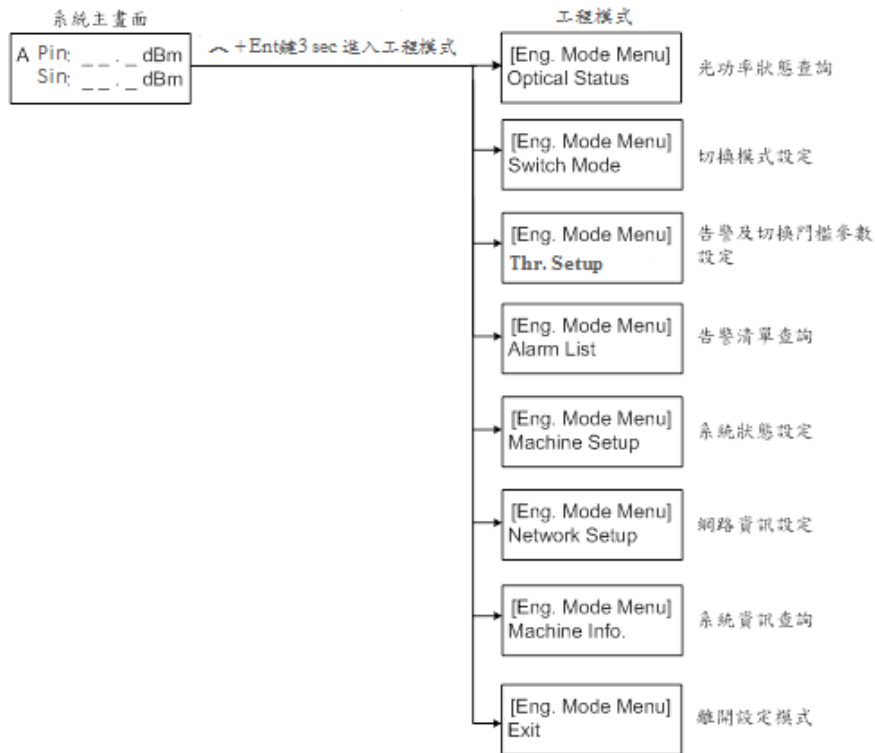 系統主畫面
A Pin: _ _ . _ dBm
Sin: _ _ . _ dBm
︿ +Ent鍵3 sec 進入工程模式
工程模式
[Eng. Mode Menu]
Optical Status
光功率狀態查詢
[Eng. Mode Menu]
Switch Mode
切換模式設定
[Eng. Mode Menu]
Thr. Setup
告警及切換門檻參數
設定
[Eng. Mode Menu]
Alarm List
告警清單查詢
[Eng. Mode Menu]
Machine Setup
系統狀態設定
[Eng. Mode Menu]
Network Setup
網路資訊設定
[Eng. Mode Menu]
Machine Info.
系統資訊查詢
[Eng. Mode Menu]
Exit
離開設定模式